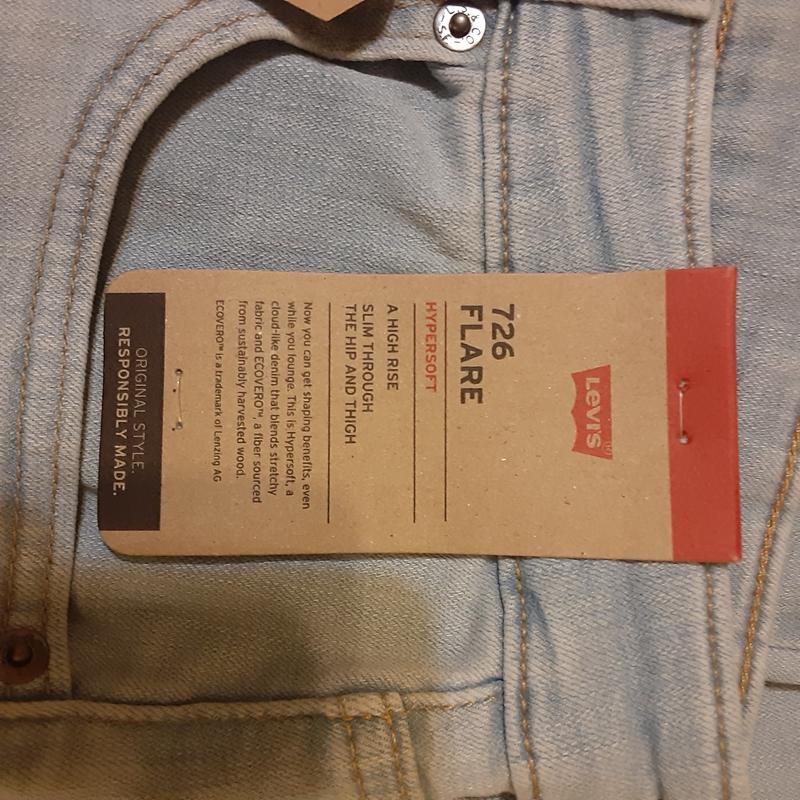 Levi's®
726
FLARE
HYPERSOFT
A HIGH RISE
SLIM THROUGH
THE HIP AND THIGH
Now you can get shaping benefits, even
while you lounge. This is Hypersoft, a
cloud-like denim that blends stretchy
fabric and ECOVERO™, a fiber sourced
from sustainably harvested wood.
ECOVERO™ is a trademark of Lenzing AG
ORIGINAL STYLE.
RESPONSIBLY MADE.